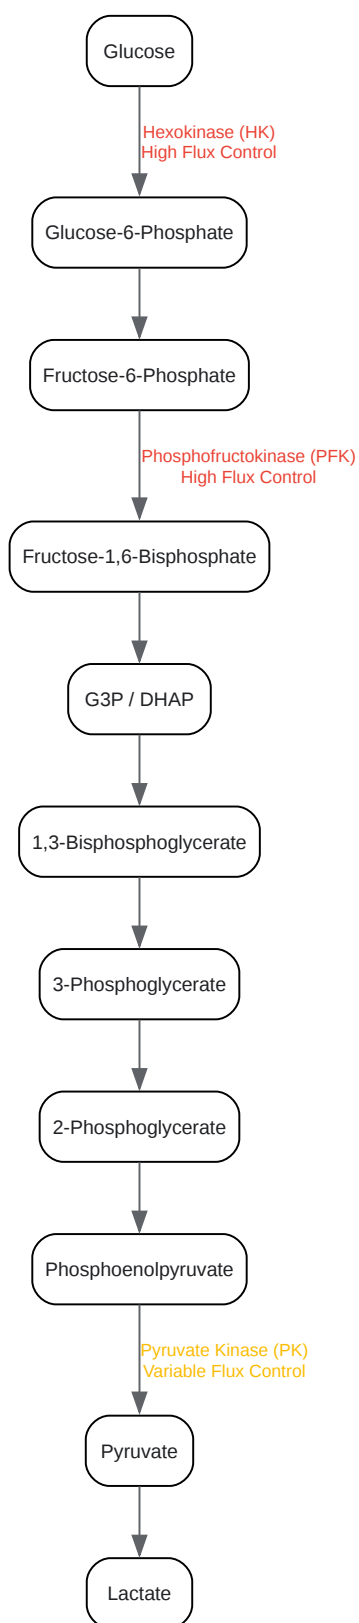 Glucose
Hexokinase (HK)
High Flux Control
Glucose-6-Phosphate
Fructose-6-Phosphate
Phosphofructokinase (PFK)
High Flux Control
Fructose-1,6-Bisphosphate
G3P / DHAP
1,3-Bisphosphoglycerate
3-Phosphoglycerate
2-Phosphoglycerate
Phosphoenolpyruvate
Pyruvate Kinase (PK)
Variable Flux Control
Pyruvate
Lactate